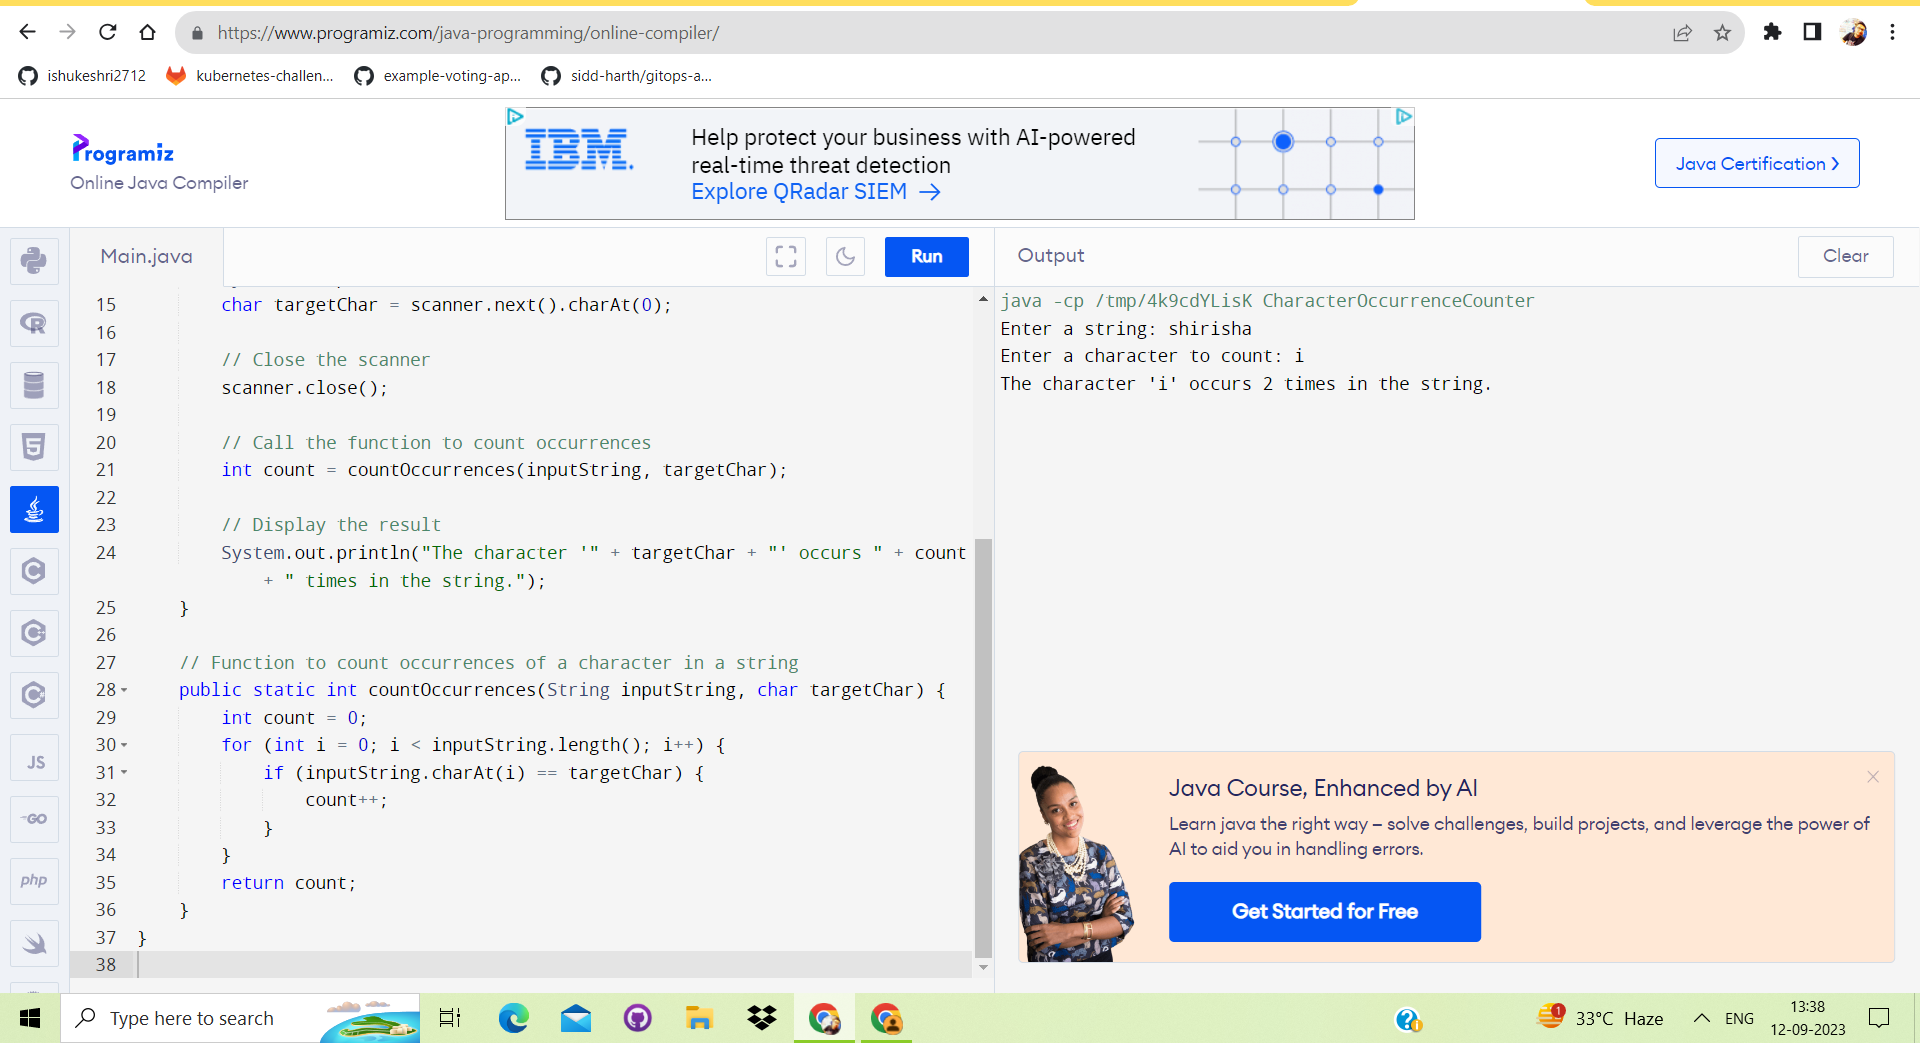 https://www.programiz.com/java-programming/online-compiler/
ishukeshri2712
kubernetes-challen...
example-voting-ap...
sidd-harth/gitops-a...
Programiz
Online Java Compiler
IBM.
Help protect your business with AI-powered
real-time threat detection
Explore QRadar SIEM →
Java Certification ›
Main.java
Run
Output
Clear
15 char targetChar = scanner.next().charAt(0);
16
17 // Close the scanner
18 scanner.close();
19
20 // Call the function to count occurrences
21 int count = countOccurrences(inputString, targetChar);
22
23 // Display the result
24 System.out.println("The character '" + targetChar + "' occurs " + count
+ " times in the string.");
25 }
26
27 // Function to count occurrences of a character in a string
28 public static int countOccurrences(String inputString, char targetChar) {
29 int count = 0;
30 for (int i = 0; i < inputString.length(); i++) {
31 if (inputString.charAt(i) == targetChar) {
32 count++;
33 }
34 }
35 return count;
36 }
37 }
38
java -cp /tmp/4k9cdYLisK CharacterOccurrenceCounter
Enter a string: shirisha
Enter a character to count: i
The character 'i' occurs 2 times in the string.
R
5
C
C
C#
JS
GO
php
Java Course, Enhanced by AI
Learn java the right way – solve challenges, build projects, and leverage the power of
AI to aid you in handling errors.
Get Started for Free
Type here to search
1
33°C Haze
ENG
13:38
12-09-2023